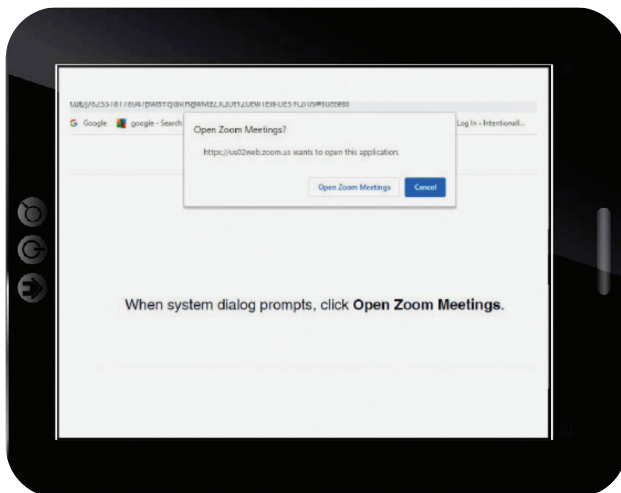 Google google - Search Log In - Intentionall...
Open Zoom Meetings?
https://us02web.zoom.us wants to open this application.
Open Zoom Meetings Cancel
When system dialog prompts, click Open Zoom Meetings.